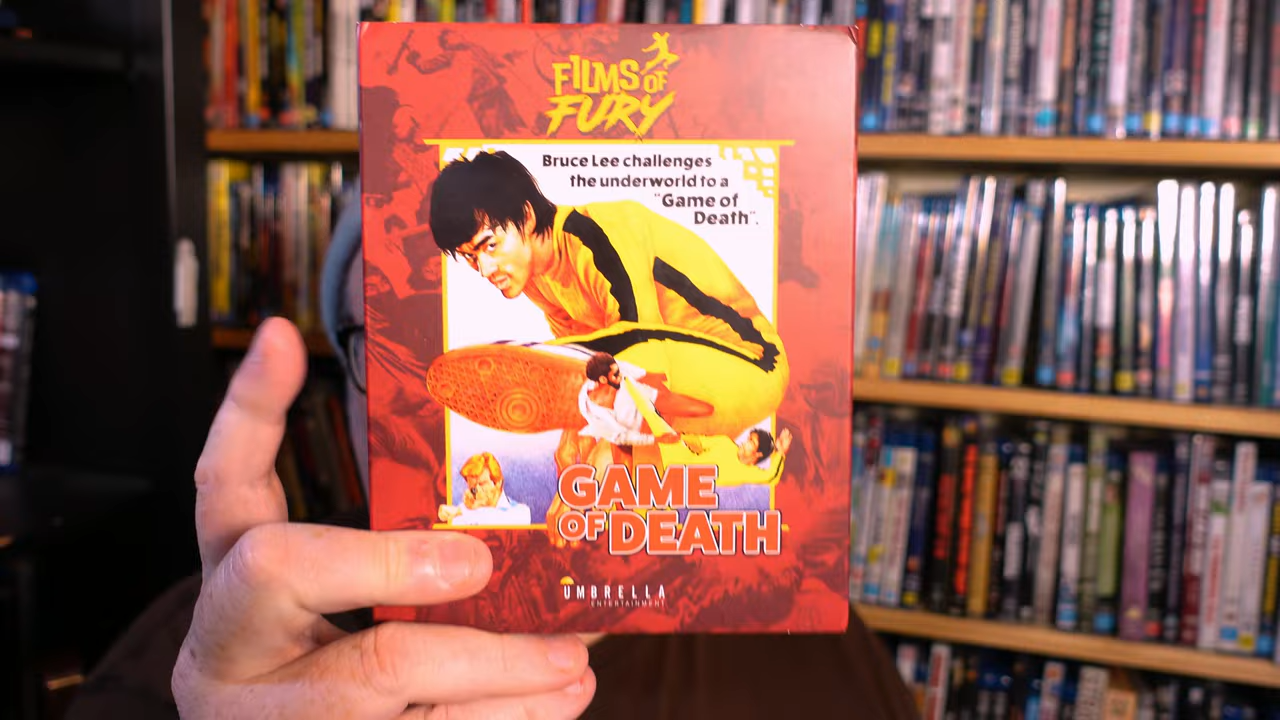 FILMS OF
FURY
Bruce Lee challenges
the underworld to a
"Game of
Death".
GAME
OF DEATH
UMBRELLA
ENTERTAINMENT